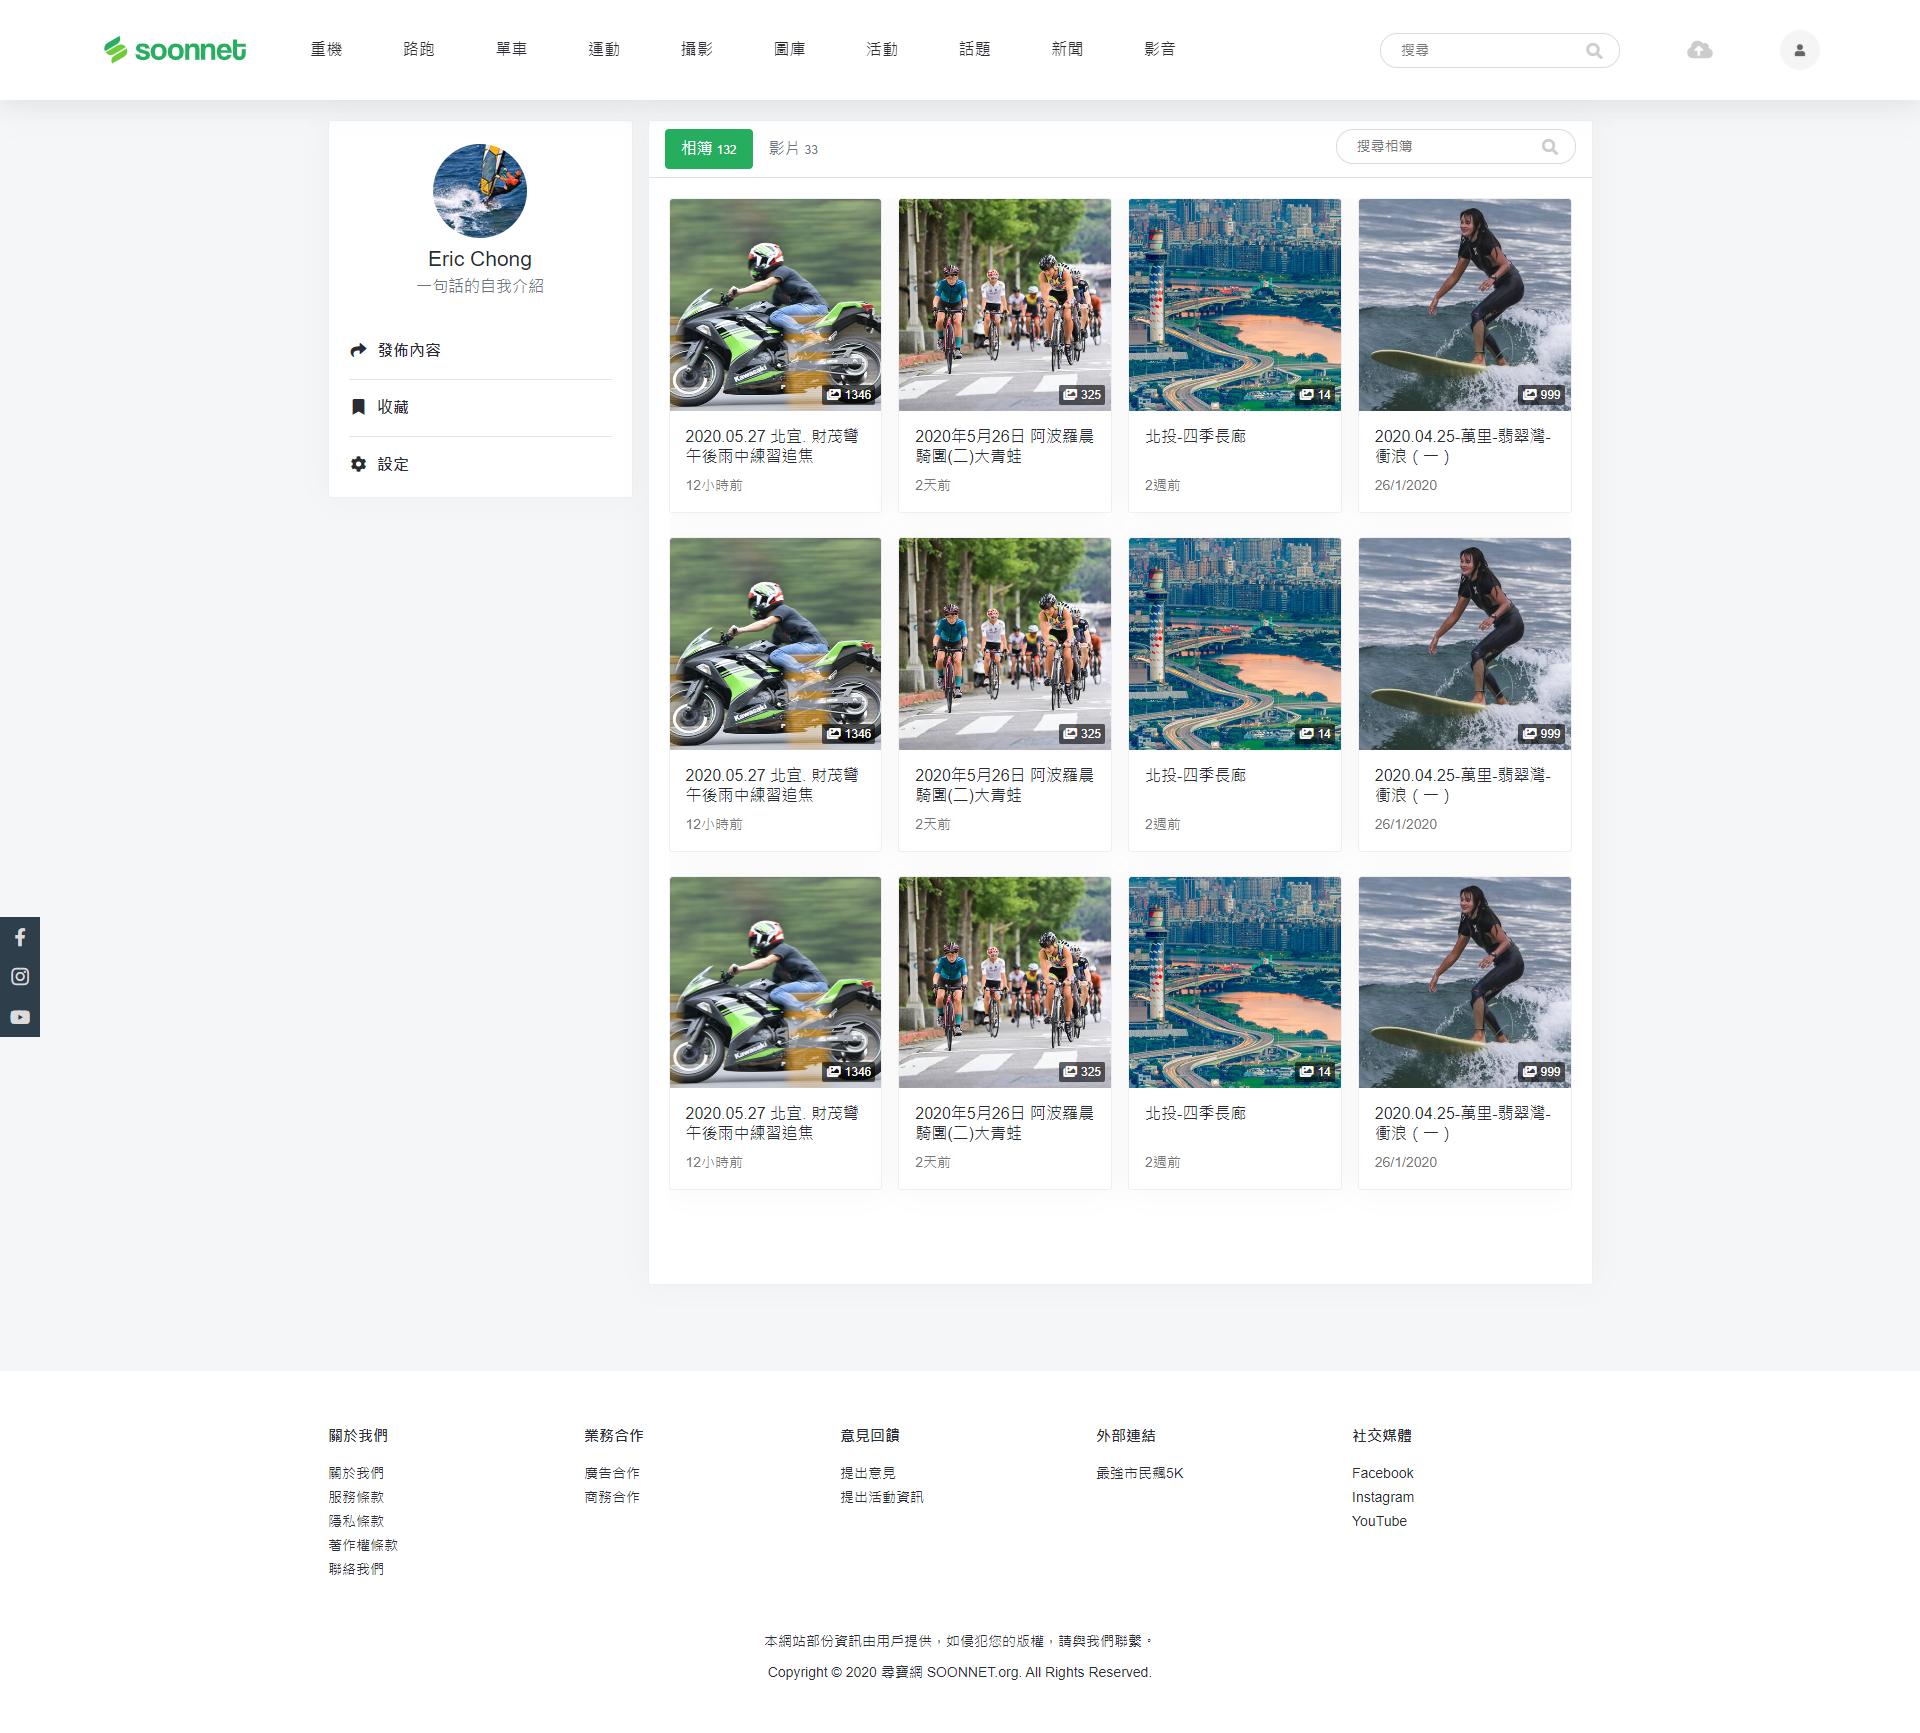 soonnet
重機 路跑 單車 運動 攝影 圖庫 活動 話題 新聞 影音
搜尋
Eric Chong
一句話的自我介紹
發佈內容
收藏
設定
相簿 132 影片 33
搜尋相簿
1346
325
14
999
2020.05.27 北宜. 財茂彎
午後雨中練習追焦
12小時前
2020年5月26日 阿波羅晨
騎團(二)大青蛙
2天前
北投-四季長廊
2週前
2020.04.25-萬里-翡翠灣-
衝浪 ( 一 )
26/1/2020
1346
325
14
999
2020.05.27 北宜. 財茂彎
午後雨中練習追焦
12小時前
2020年5月26日 阿波羅晨
騎團(二)大青蛙
2天前
北投-四季長廊
2週前
2020.04.25-萬里-翡翠灣-
衝浪 ( 一 )
26/1/2020
1346
325
14
999
2020.05.27 北宜. 財茂彎
午後雨中練習追焦
12小時前
2020年5月26日 阿波羅晨
騎團(二)大青蛙
2天前
北投-四季長廊
2週前
2020.04.25-萬里-翡翠灣-
衝浪 ( 一 )
26/1/2020
關於我們
關於我們
服務條款
隱私條款
著作權條款
聯絡我們
業務合作
廣告合作
商務合作
意見回饋
提出意見
提出活動資訊
外部連結
最強市民飆5K
社交媒體
Facebook
Instagram
YouTube
本網站部份資訊由用戶提供，如侵犯您的版權，請與我們聯繫。
Copyright © 2020 尋寶網 SOONNET.org. All Rights Reserved.